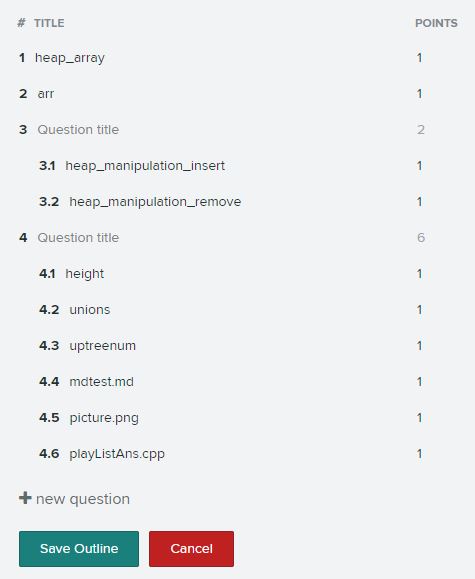 # TITLE POINTS
1 heap_array 1
2 arr 1
3 Question title 2
3.1 heap_manipulation_insert 1
3.2 heap_manipulation_remove 1
4 Question title 6
4.1 height 1
4.2 unions 1
4.3 uptreenum 1
4.4 mdtest.md 1
4.5 picture.png 1
4.6 playListAns.cpp 1
+ new question
Save Outline Cancel